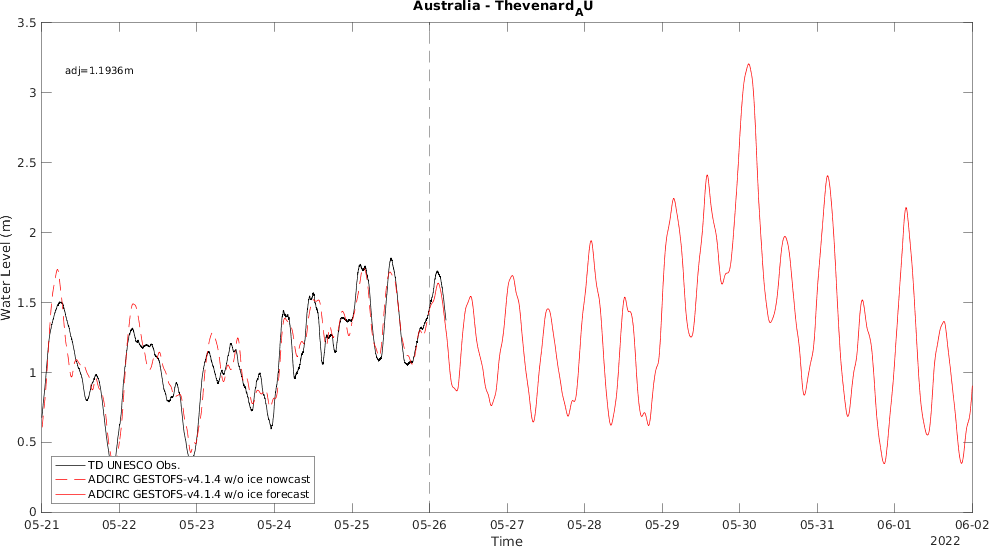 Australia - Thevenard_AU
adj=1.1936m
3.5
3
2.5
2
1.5
1
0.5
0
Water Level (m)
TD UNESCO Obs.
ADCIRC GESTOFS-v4.1.4 w/o ice nowcast
ADCIRC GESTOFS-v4.1.4 w/o ice forecast
05-21 05-22 05-23 05-24 05-25 05-26 05-27 05-28 05-29 05-30 05-31 06-01 06-02
Time
2022